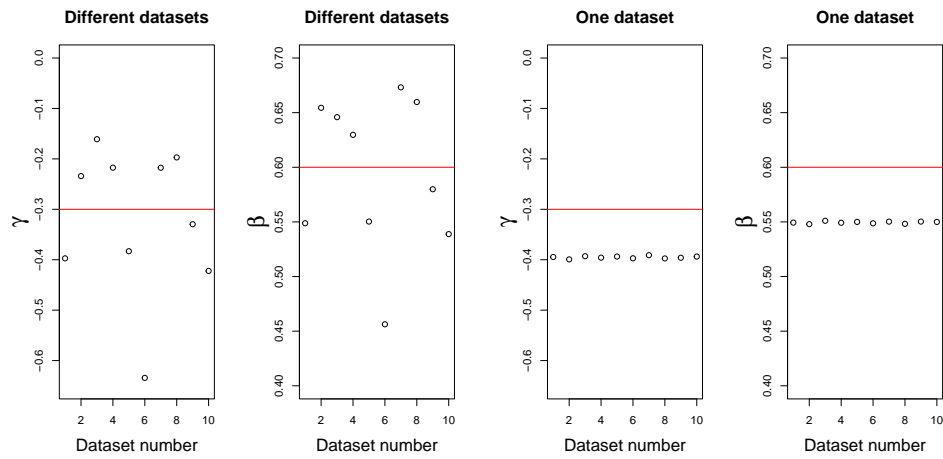 Different datasets
γ
0.0
−0.1
−0.2
−0.3
−0.4
−0.5
−0.6
2 4 6 8 10
Dataset number
Different datasets
β
0.70
0.65
0.60
0.55
0.50
0.45
0.40
2 4 6 8 10
Dataset number
One dataset
γ
0.0
−0.1
−0.2
−0.3
−0.4
−0.5
−0.6
2 4 6 8 10
Dataset number
One dataset
β
0.70
0.65
0.60
0.55
0.50
0.45
0.40
2 4 6 8 10
Dataset number